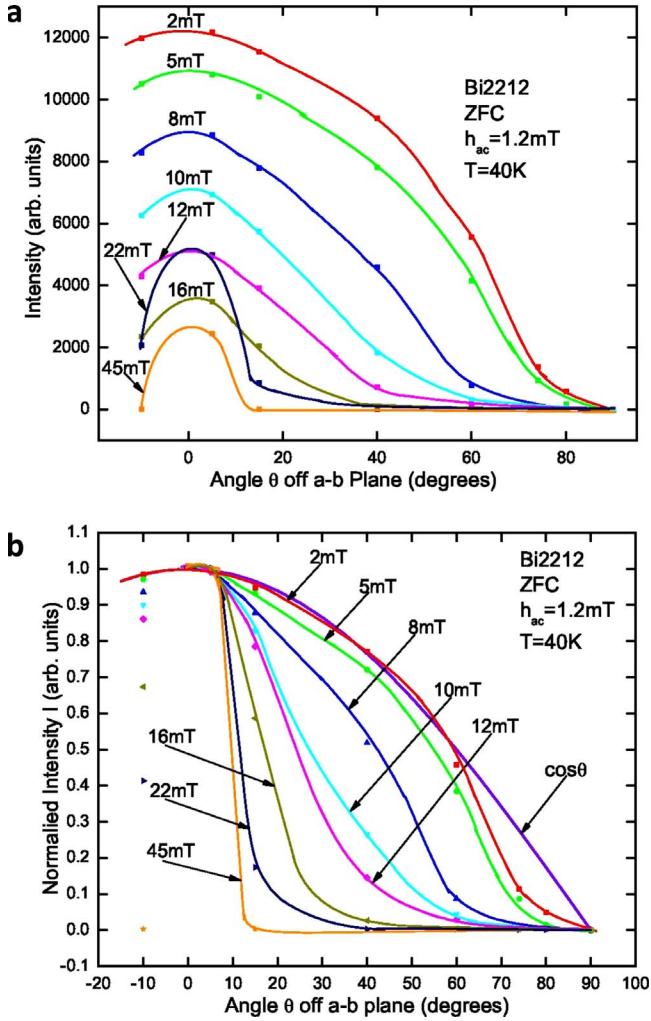 a
12000
10000
8000
6000
4000
2000
0
Intensity (arb. units)
2mT
5mT
8mT
10mT
12mT
22mT
16mT
45mT
Bi2212
ZFC
h_ac=1.2mT
T=40K
0 20 40 60 80
Angle θ off a-b Plane (degrees)
b
1.1
1.0
0.9
0.8
0.7
0.6
0.5
0.4
0.3
0.2
0.1
0.0
-0.1
Normalied Intensity I (arb. units)
2mT
5mT
8mT
10mT
12mT
16mT
22mT
45mT
cosθ
Bi2212
ZFC
h_ac=1.2mT
T=40K
-20 -10 0 10 20 30 40 50 60 70 80 90 100
Angle θ off a-b plane (degrees)